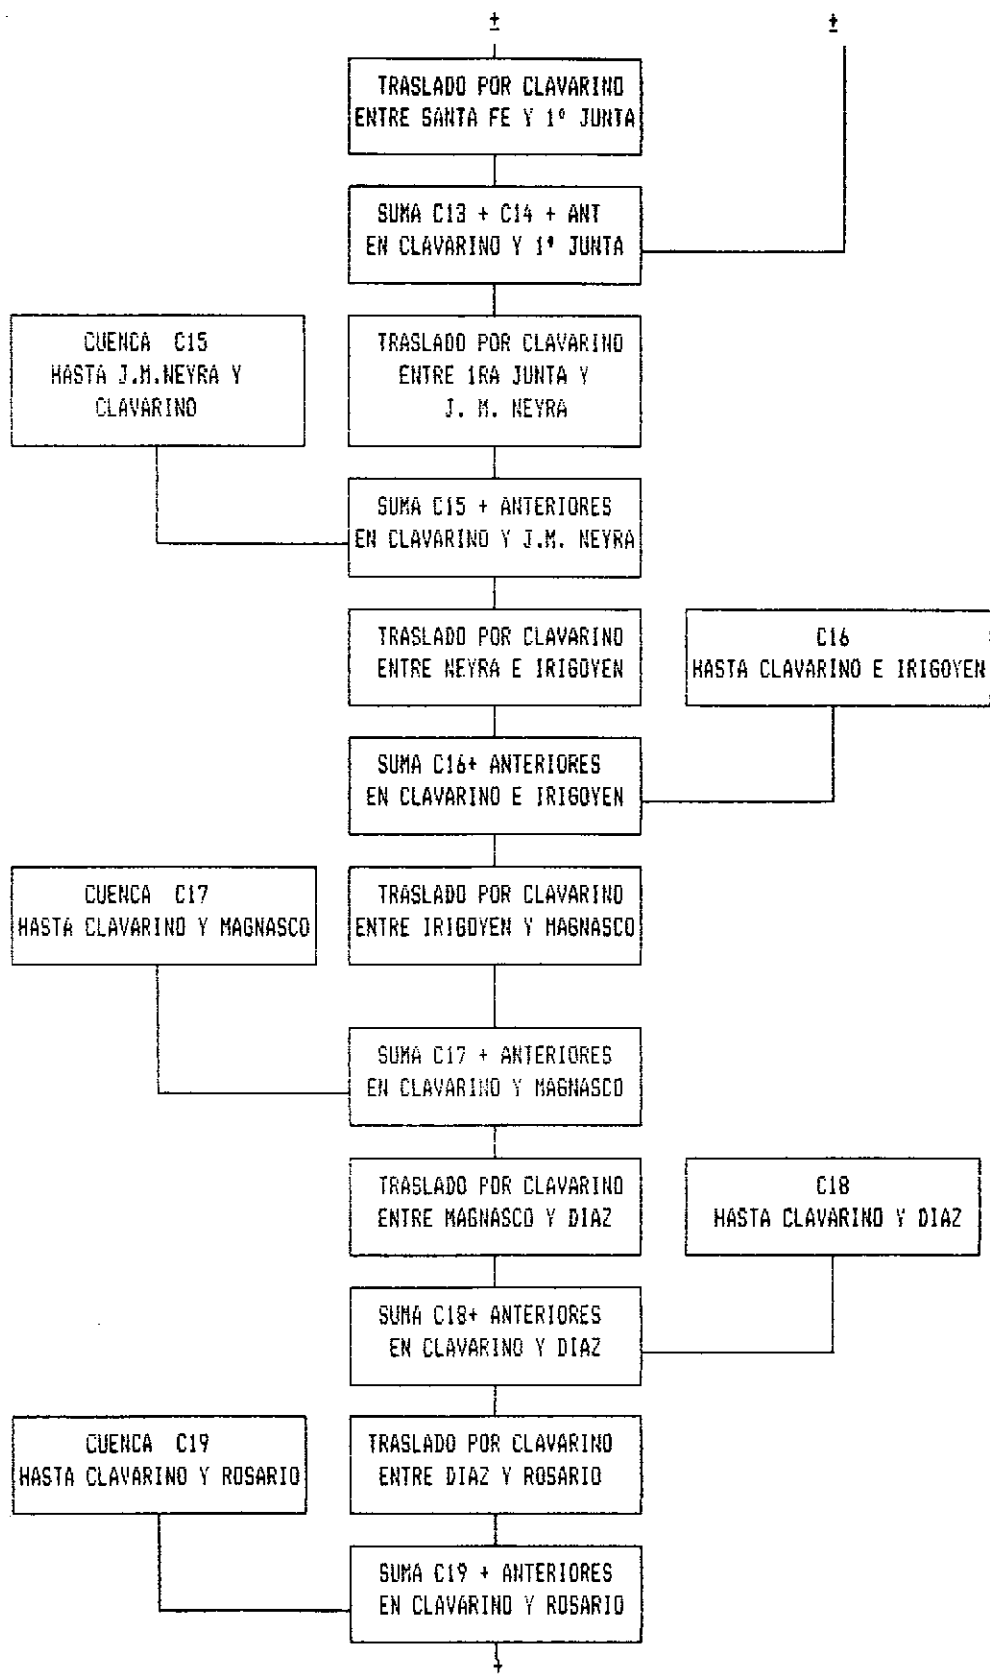 ±
±
TRASLADO POR CLAVARINO
ENTRE SANTA FE Y 1º JUNTA
SUMA C13 + C14 + ANT
EN CLAVARINO Y 1º JUNTA
CUENCA C15
HASTA J.M.NEYRA Y
CLAVARINO
TRASLADO POR CLAVARINO
ENTRE 1RA JUNTA Y
J. M. NEYRA
SUMA C15 + ANTERIORES
EN CLAVARINO Y J.M. NEYRA
TRASLADO POR CLAVARINO
ENTRE NEYRA E IRIGOYEN
C16
HASTA CLAVARINO E IRIGOYEN
SUMA C16+ ANTERIORES
EN CLAVARINO E IRIGOYEN
CUENCA C17
HASTA CLAVARINO Y MAGNASCO
TRASLADO POR CLAVARINO
ENTRE IRIGOYEN Y MAGNASCO
SUMA C17 + ANTERIORES
EN CLAVARINO Y MAGNASCO
TRASLADO POR CLAVARINO
ENTRE MAGNASCO Y DIAZ
C18
HASTA CLAVARINO Y DIAZ
SUMA C18+ ANTERIORES
EN CLAVARINO Y DIAZ
CUENCA C19
HASTA CLAVARINO Y ROSARIO
TRASLADO POR CLAVARINO
ENTRE DIAZ Y ROSARIO
SUMA C19 + ANTERIORES
EN CLAVARINO Y ROSARIO
+